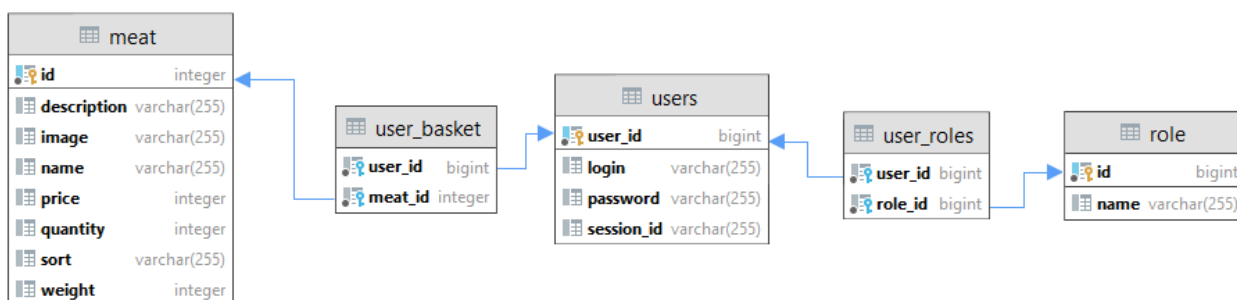 meat
id integer
description varchar(255)
image varchar(255)
name varchar(255)
price integer
quantity integer
sort varchar(255)
weight integer
user_basket
user_id bigint
meat_id integer
users
user_id bigint
login varchar(255)
password varchar(255)
session_id varchar(255)
user_roles
user_id bigint
role_id bigint
role
id bigint
name varchar(255)